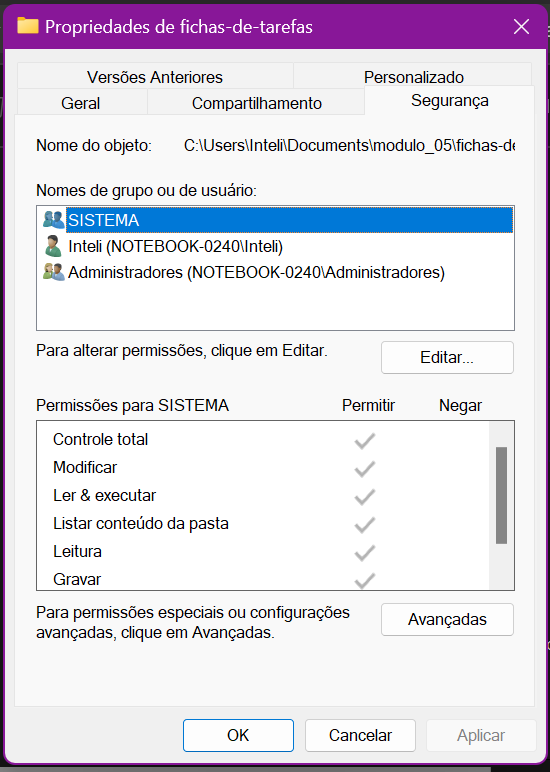 Propriedades de fichas-de-tarefas
Versões Anteriores
Personalizado
Geral
Compartilhamento
Segurança
Nome do objeto: C:\Users\Inteli\Documents\modulo_05\fichas-de
Nomes de grupo ou de usuário:
SISTEMA
Inteli (NOTEBOOK-0240\Inteli)
Administradores (NOTEBOOK-0240\Administradores)
Para alterar permissões, clique em Editar.
Editar...
Permissões para SISTEMA Permitir Negar
Controle total
Modificar
Ler & executar
Listar conteúdo da pasta
Leitura
Gravar
Para permissões especiais ou configurações
avançadas, clique em Avançadas.
Avançadas
OK Cancelar Aplicar